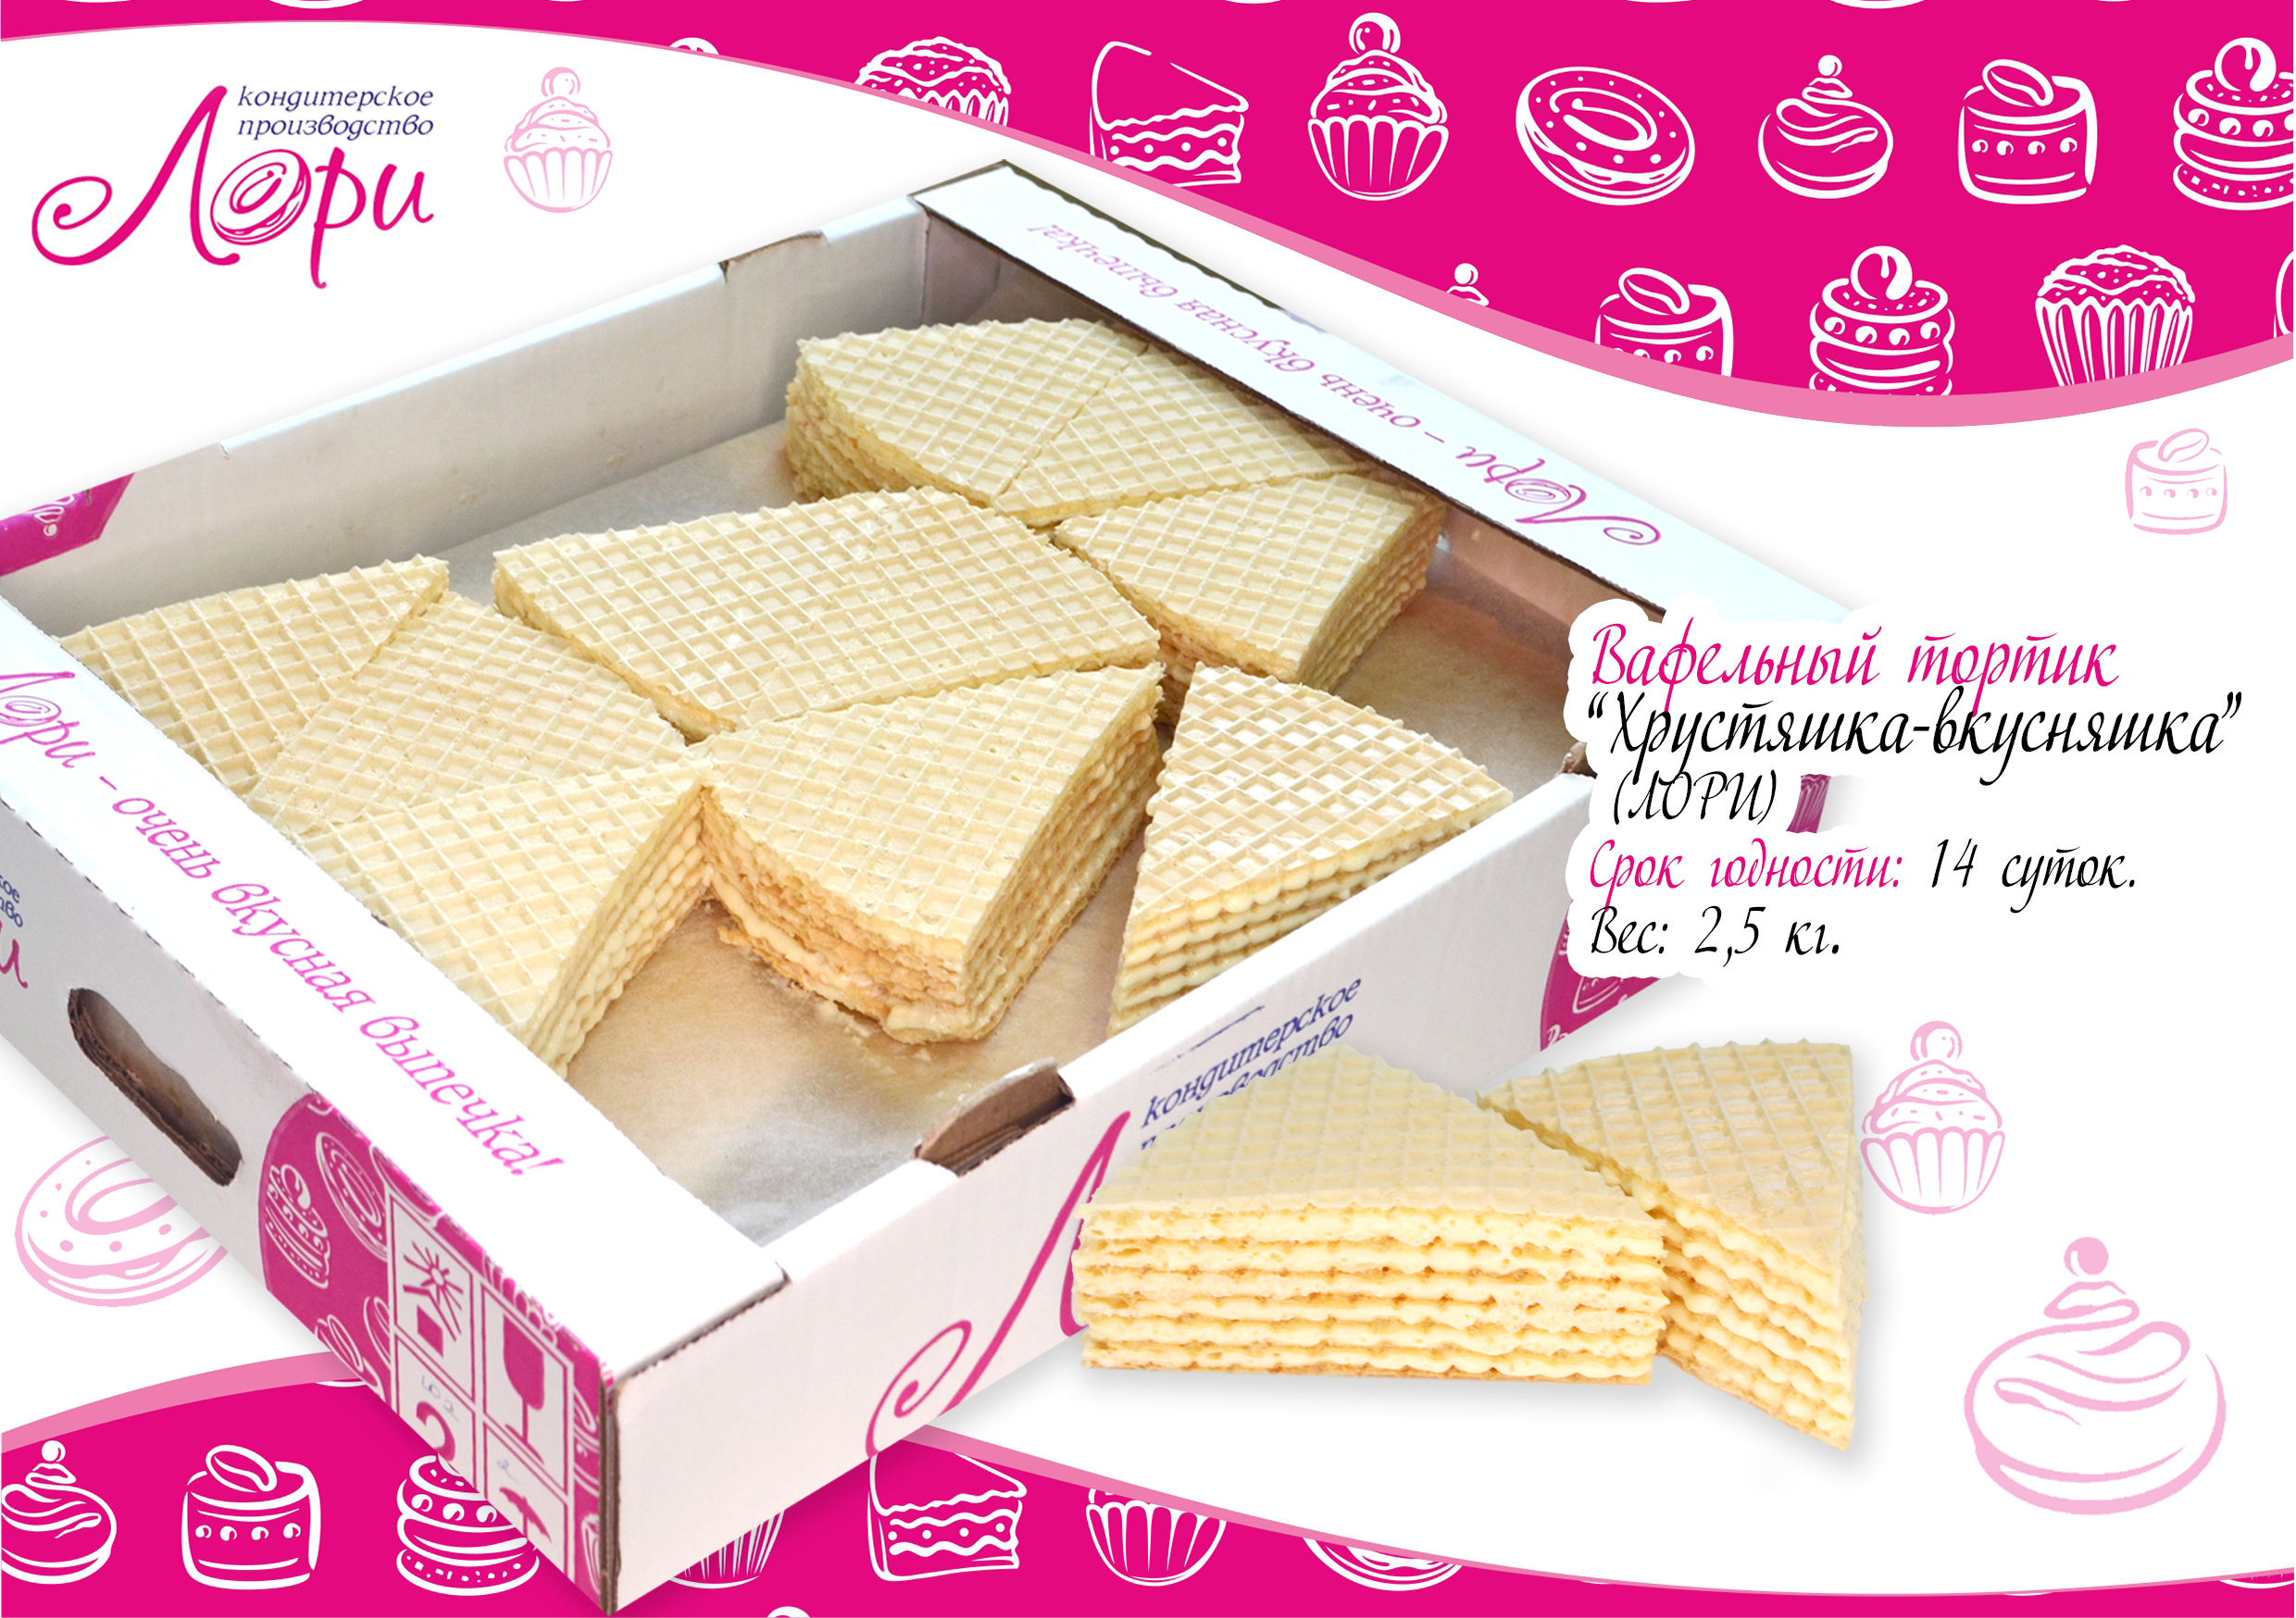 кондитерское
производство
Лори
Лори – очень вкусная выпечка!
Вафельный тортик
“Хрустяшка-вкусняшка”
(ЛОРИ)
Срок годности: 14 суток.
Вес: 2,5 кг.
Лори – очень вкусная выпечка!
кондитерское